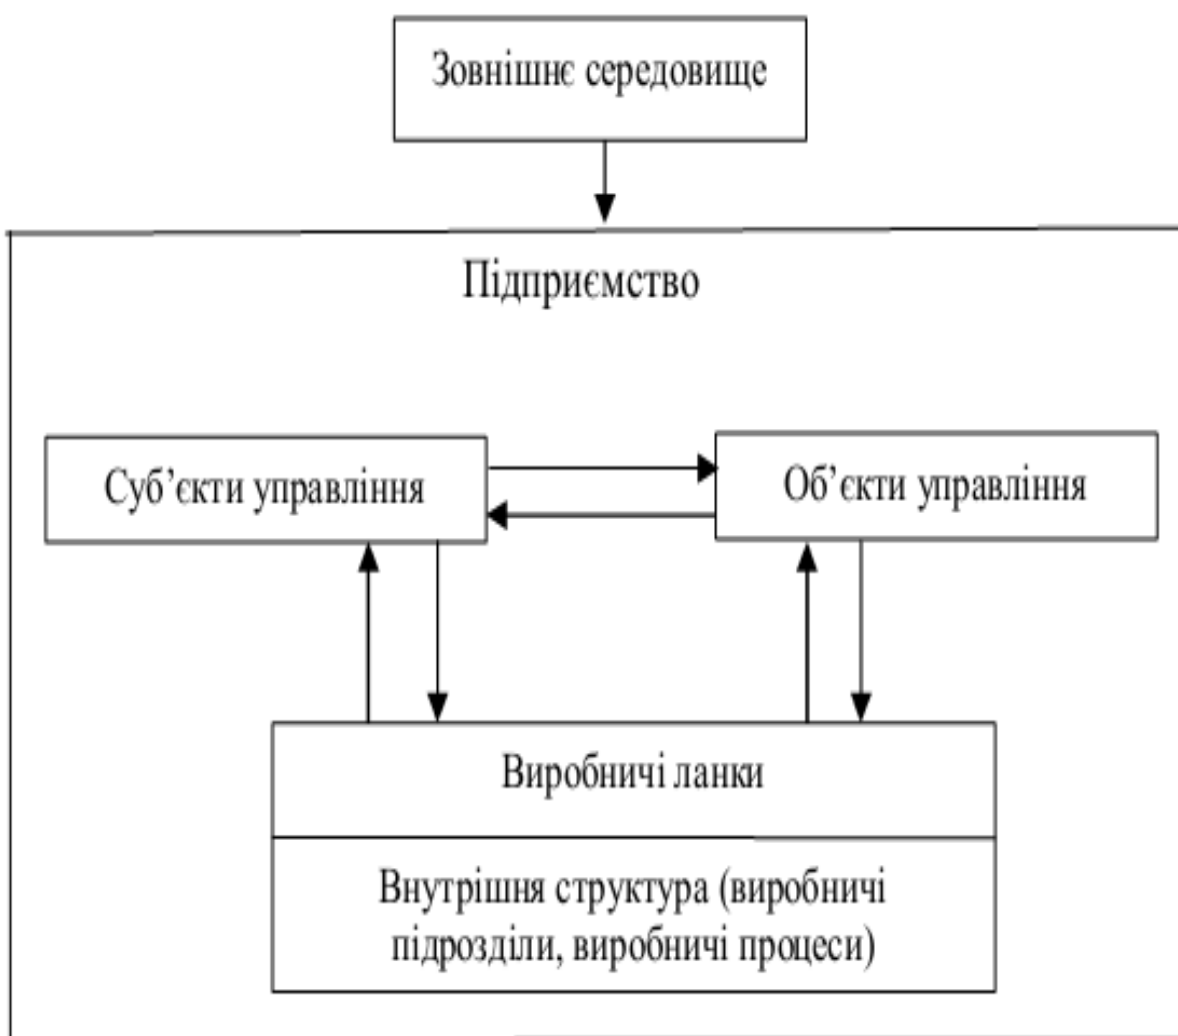 Зовнішнє середовище
Підприємство
Суб’єкти управління
Об’єкти управління
Виробничі ланки
Внутрішня структура (виробничі
підрозділи, виробничі процеси)